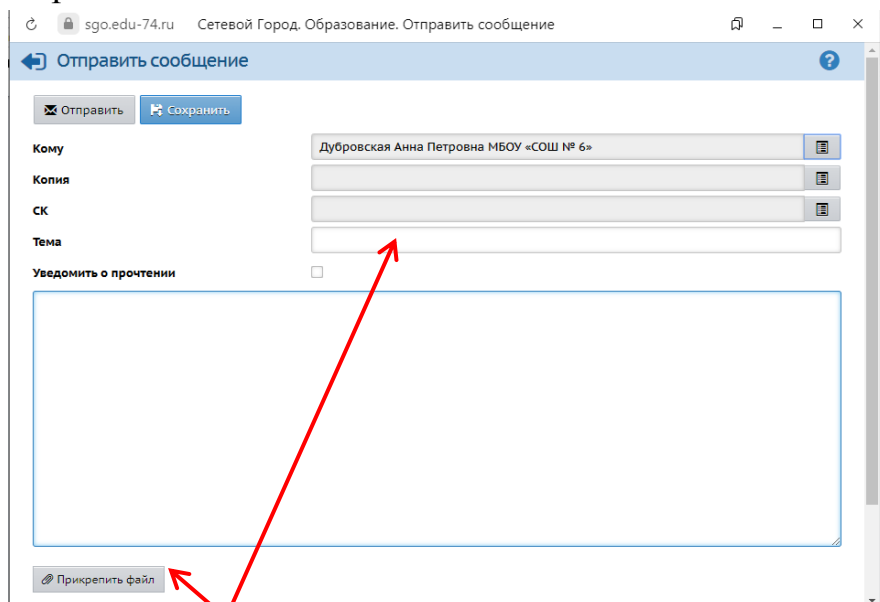 sgo.edu-74.ru Сетевой Город. Образование. Отправить сообщение
Отправить сообщение
?
Отправить Сохранить
Кому Дубровская Анна Петровна МБОУ «СОШ № 6»
Копия
СК
Тема
Уведомить о прочтении
Прикрепить файл